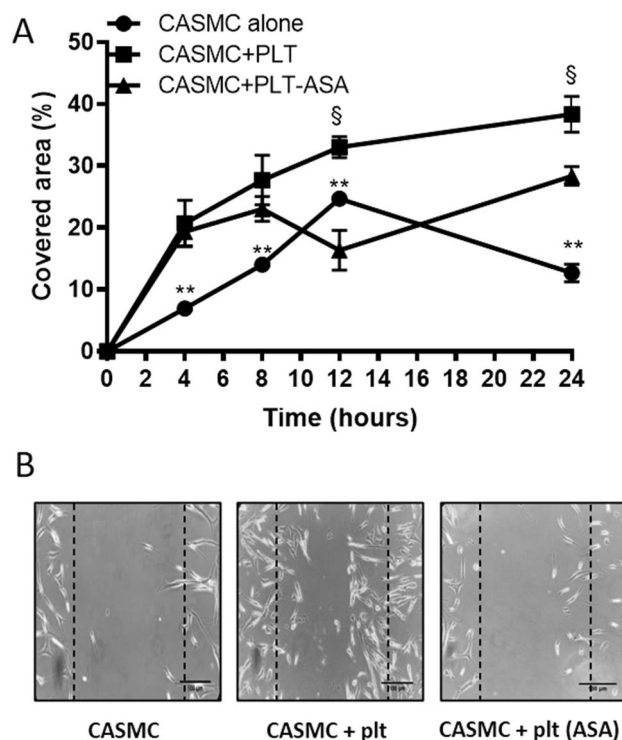 A
CASMC alone
CASMC+PLT
CASMC+PLT-ASA
Covered area (%)
50
40
30
20
10
0
§
§
**
**
**
**
0 2 4 6 8 10 12 14 16 18 20 22 24
Time (hours)
B
CASMC
CASMC + plt
CASMC + plt (ASA)